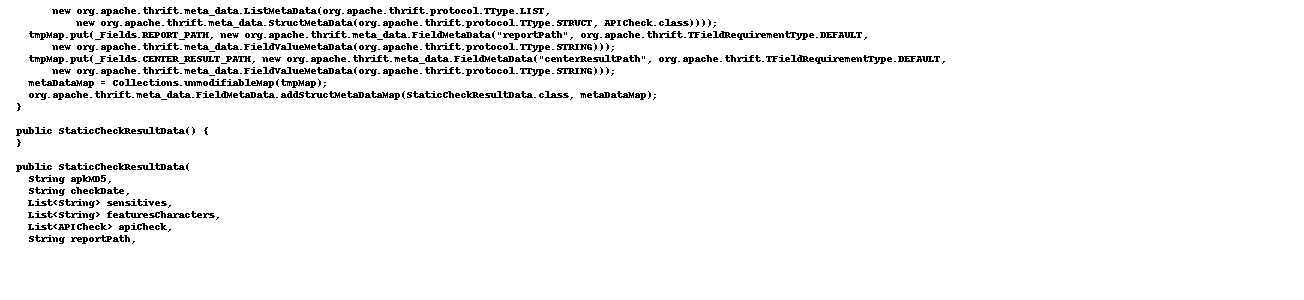 new org.apache.thrift.meta_data.ListMetaData(org.apache.thrift.protocol.TType.LIST,
new org.apache.thrift.meta_data.StructMetaData(org.apache.thrift.protocol.TType.STRUCT, APICheck.class))));
tmpMap.put(_Fields.REPORT_PATH, new org.apache.thrift.meta_data.FieldMetaData("reportPath", org.apache.thrift.TFieldRequirementType.DEFAULT,
new org.apache.thrift.meta_data.FieldValueMetaData(org.apache.thrift.protocol.TType.STRING)));
tmpMap.put(_Fields.CENTER_RESULT_PATH, new org.apache.thrift.meta_data.FieldMetaData("centerResultPath", org.apache.thrift.TFieldRequirementType.DEFAULT,
new org.apache.thrift.meta_data.FieldValueMetaData(org.apache.thrift.protocol.TType.STRING)));
metaDataMap = Collections.unmodifiableMap(tmpMap);
org.apache.thrift.meta_data.FieldMetaData.addStructMetaDataMap(StaticCheckResultData.class, metaDataMap);
}
public StaticCheckResultData() {
}
public StaticCheckResultData(
String apkMD5,
String checkDate,
List<String> sensitives,
List<String> featuresCharacters,
List<APICheck> apiCheck,
String reportPath,